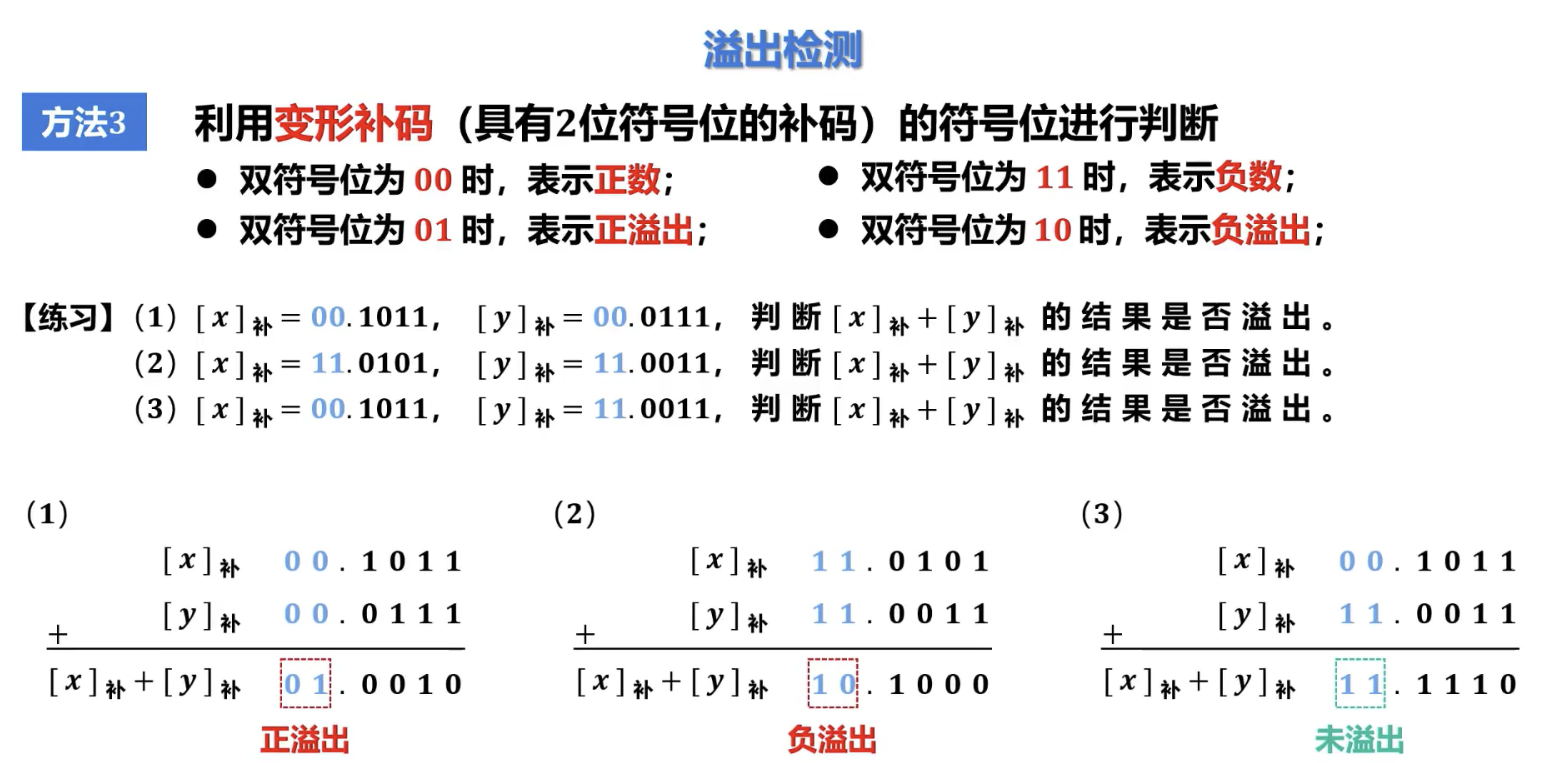 溢出检测
方法3 利用变形补码（具有2位符号位的补码）的符号位进行判断
● 双符号位为 00 时，表示正数； ● 双符号位为 11 时，表示负数；
● 双符号位为 01 时，表示正溢出； ● 双符号位为 10 时，表示负溢出；
【练习】（1）[x]补 = 00.1011， [y]补 = 00.0111， 判断[x]补 + [y]补 的结果是否溢出。
（2）[x]补 = 11.0101， [y]补 = 11.0011， 判断[x]补 + [y]补 的结果是否溢出。
（3）[x]补 = 00.1011， [y]补 = 11.0011， 判断[x]补 + [y]补 的结果是否溢出。
（1）
[x]补 00.1011
[y]补 00.0111
+
[x]补 + [y]补 01.0010
正溢出
（2）
[x]补 11.0101
[y]补 11.0011
+
[x]补 + [y]补 10.1000
负溢出
（3）
[x]补 00.1011
[y]补 11.0011
+
[x]补 + [y]补 11.1110
未溢出